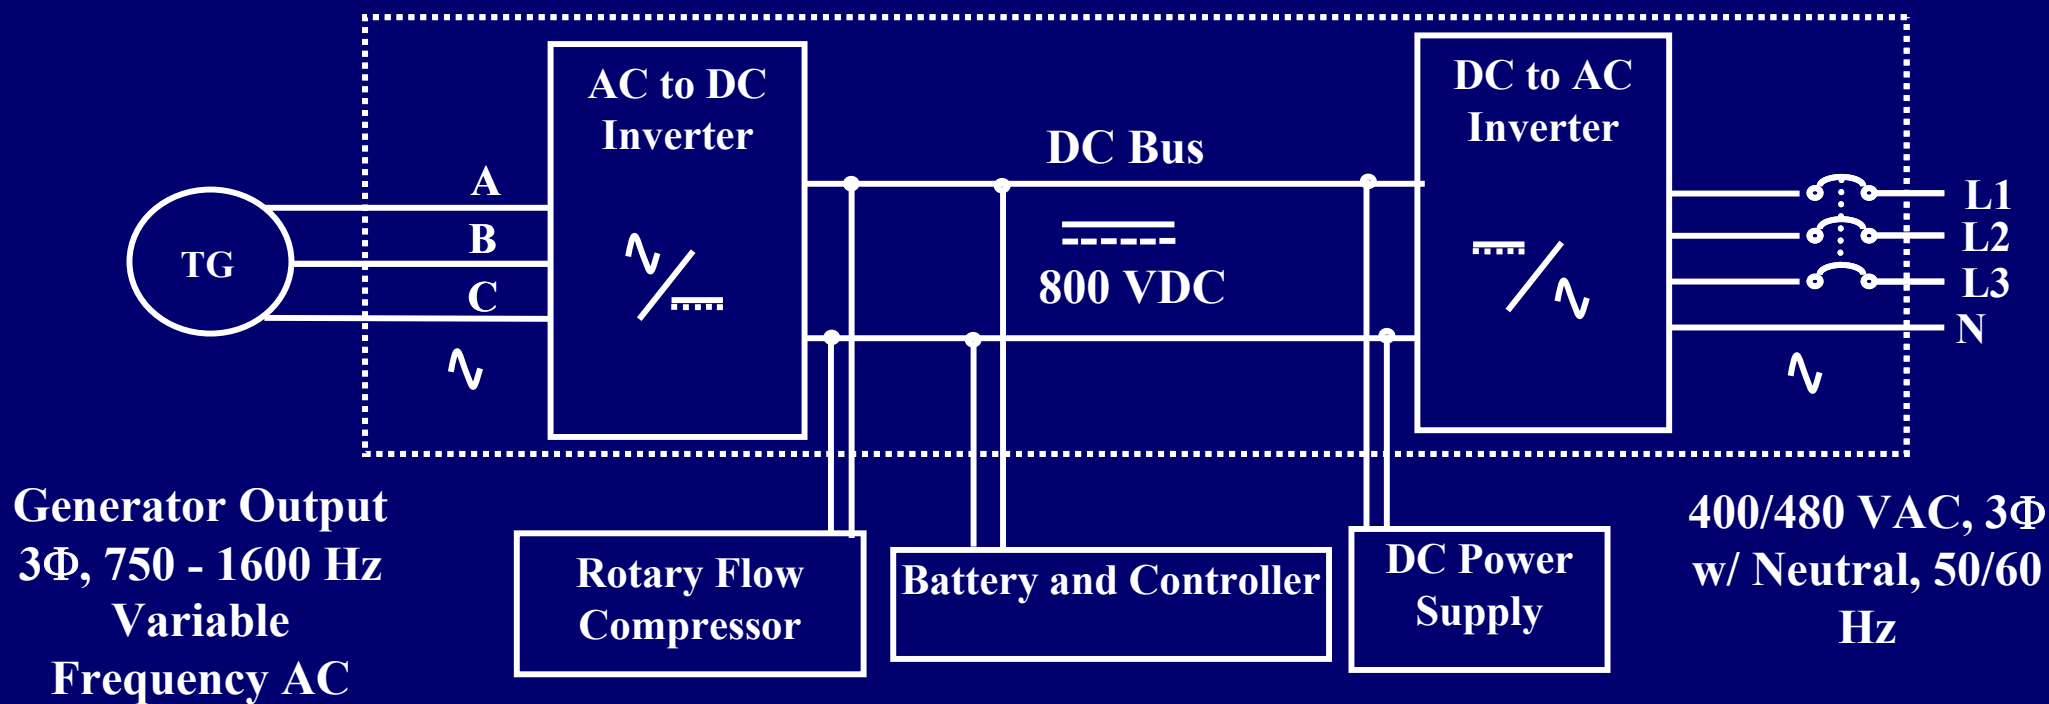 AC to DC
Inverter
DC to AC
Inverter
DC Bus
800 VDC
TG
A
B
C
L1
L2
L3
N
Generator Output
3Φ, 750 - 1600 Hz
Variable
Frequency AC
Rotary Flow
Compressor
Battery and Controller
DC Power
Supply
400/480 VAC, 3Φ
w/ Neutral, 50/60
Hz